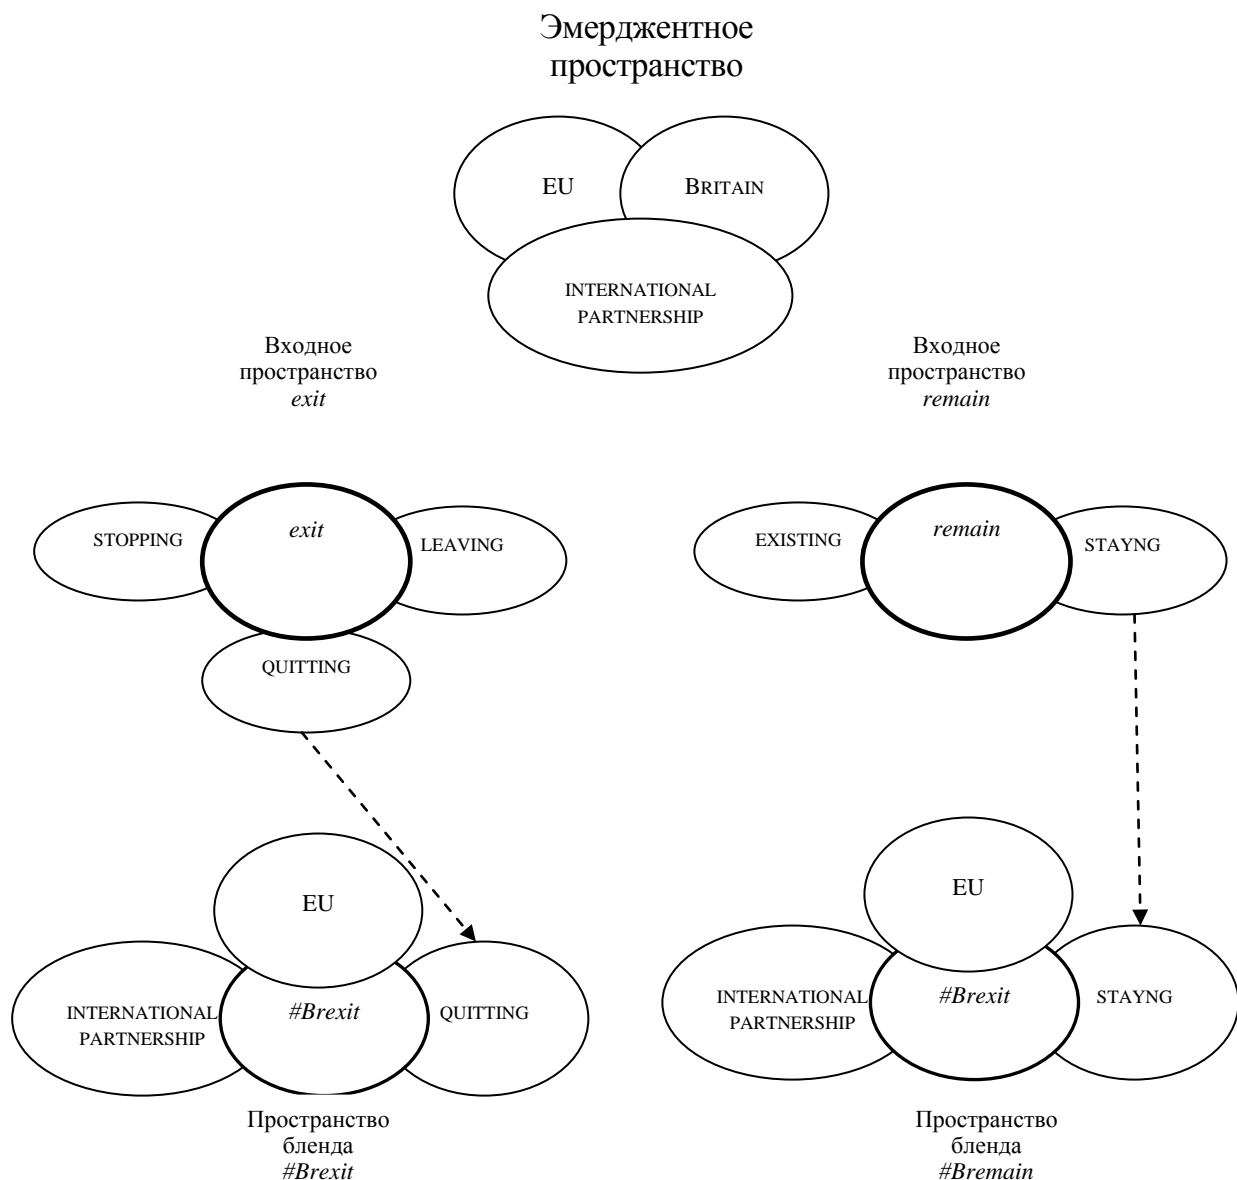 Эмерджентное
пространство
EU
BRITAIN
INTERNATIONAL
PARTNERSHIP
Входное
пространство
exit
Входное
пространство
remain
STOPPING
exit
LEAVING
QUITTING
EXISTING
remain
STAYNG
EU
INTERNATIONAL
PARTNERSHIP
#Brexit
QUITTING
EU
INTERNATIONAL
PARTNERSHIP
#Brexit
STAYNG
Пространство
бленда
#Brexit
Пространство
бленда
#Bremain